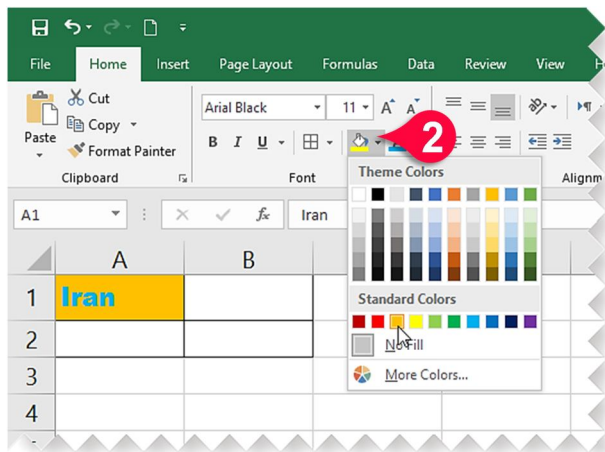 File Home Insert Page Layout Formulas Data Review View H
Cut
Copy
Format Painter
Paste
Clipboard
Arial Black 11 A A
B I U
Font
Alignm
2
A1 fx Iran
Theme Colors
Standard Colors
No Fill
More Colors...
A B
1 Iran
2
3
4